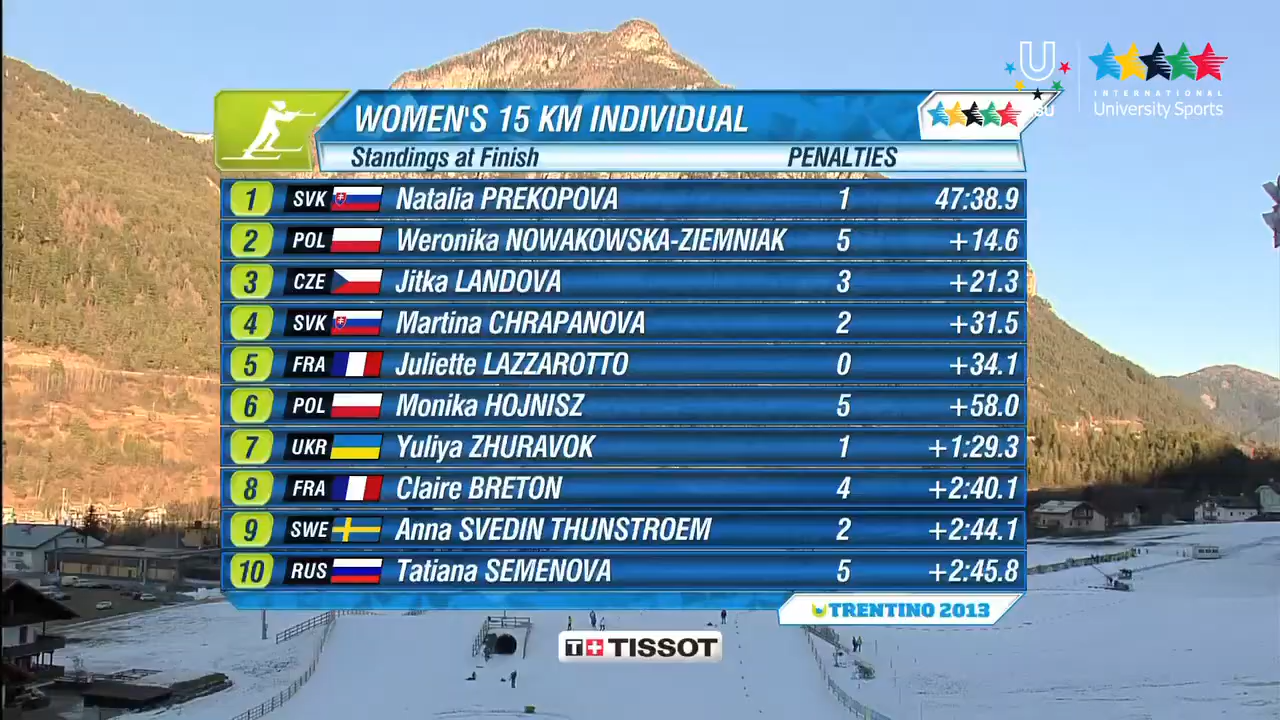 U
INTERNATIONAL
University Sports
WOMEN'S 15 KM INDIVIDUAL
Standings at Finish PENALTIES
1 SVK Natalia PREKOPOVA 1 47:38.9
2 POL Weronika NOWAKOWSKA-ZIEMNIAK 5 +14.6
3 CZE Jitka LANDOVA 3 +21.3
4 SVK Martina CHRAPANOVA 2 +31.5
5 FRA Juliette LAZZAROTTO 0 +34.1
6 POL Monika HOJNISZ 5 +58.0
7 UKR Yuliya ZHURAVOK 1 +1:29.3
8 FRA Claire BRETON 4 +2:40.1
9 SWE Anna SVEDIN THUNSTROEM 2 +2:44.1
10 RUS Tatiana SEMENOVA 5 +2:45.8
TRENTINO 2013
T+ TISSOT